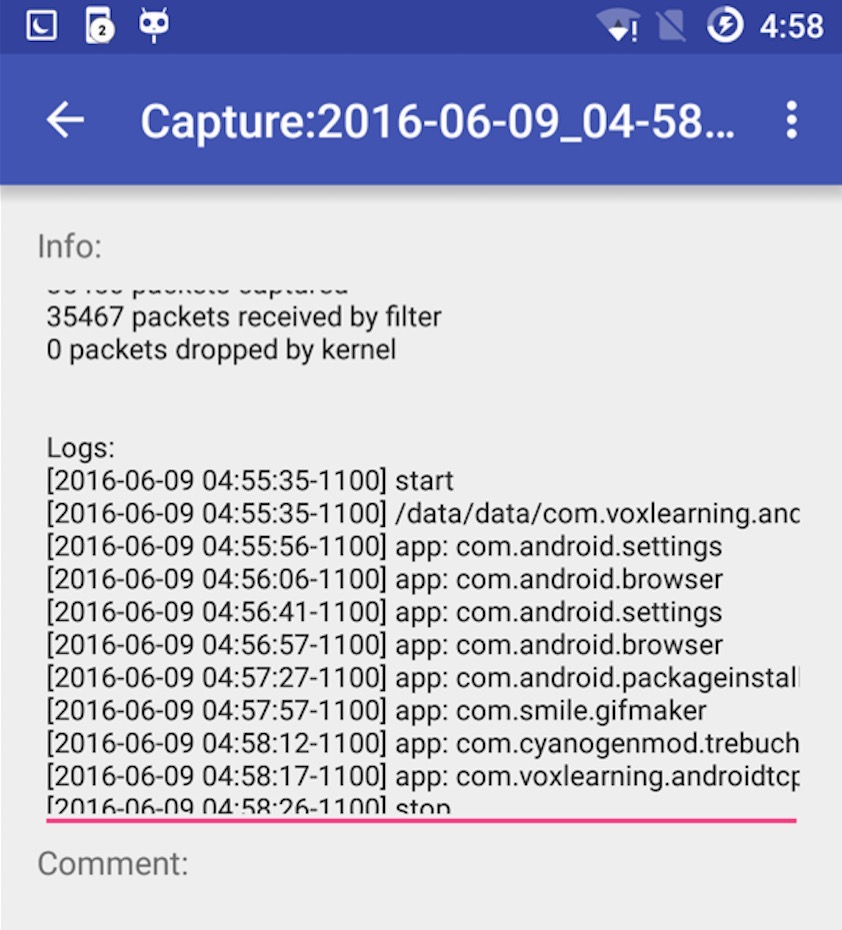 2
4:58
Capture:2016-06-09_04-58...
Info:
packets captured
35467 packets received by filter
0 packets dropped by kernel
Logs:
[2016-06-09 04:55:35-1100] start
[2016-06-09 04:55:35-1100] /data/data/com.voxlearning.and
[2016-06-09 04:55:56-1100] app: com.android.settings
[2016-06-09 04:56:06-1100] app: com.android.browser
[2016-06-09 04:56:41-1100] app: com.android.settings
[2016-06-09 04:56:57-1100] app: com.android.browser
[2016-06-09 04:57:27-1100] app: com.android.packageinstall
[2016-06-09 04:57:57-1100] app: com.smile.gifmaker
[2016-06-09 04:58:12-1100] app: com.cyanogenmod.trebuch
[2016-06-09 04:58:17-1100] app: com.voxlearning.androidtcp
[2016-06-09 04:58:26-1100] stop
Comment: